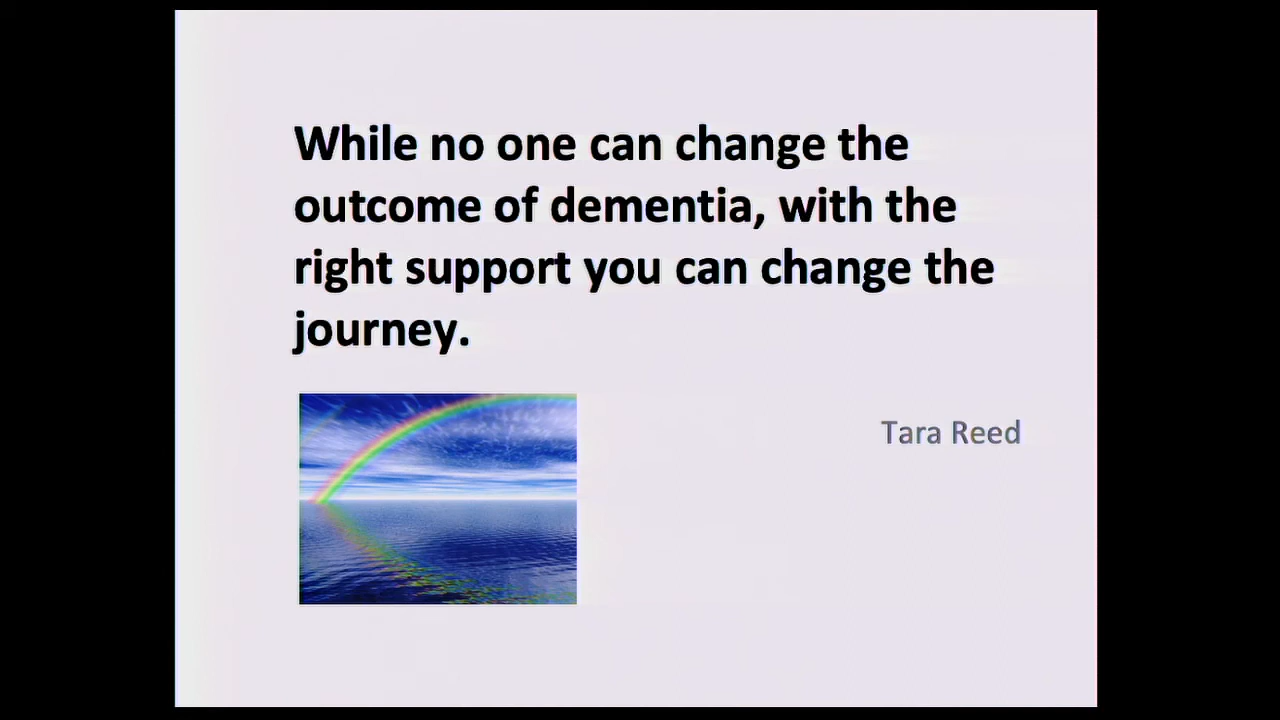 While no one can change the
outcome of dementia, with the
right support you can change the
journey.
Tara Reed